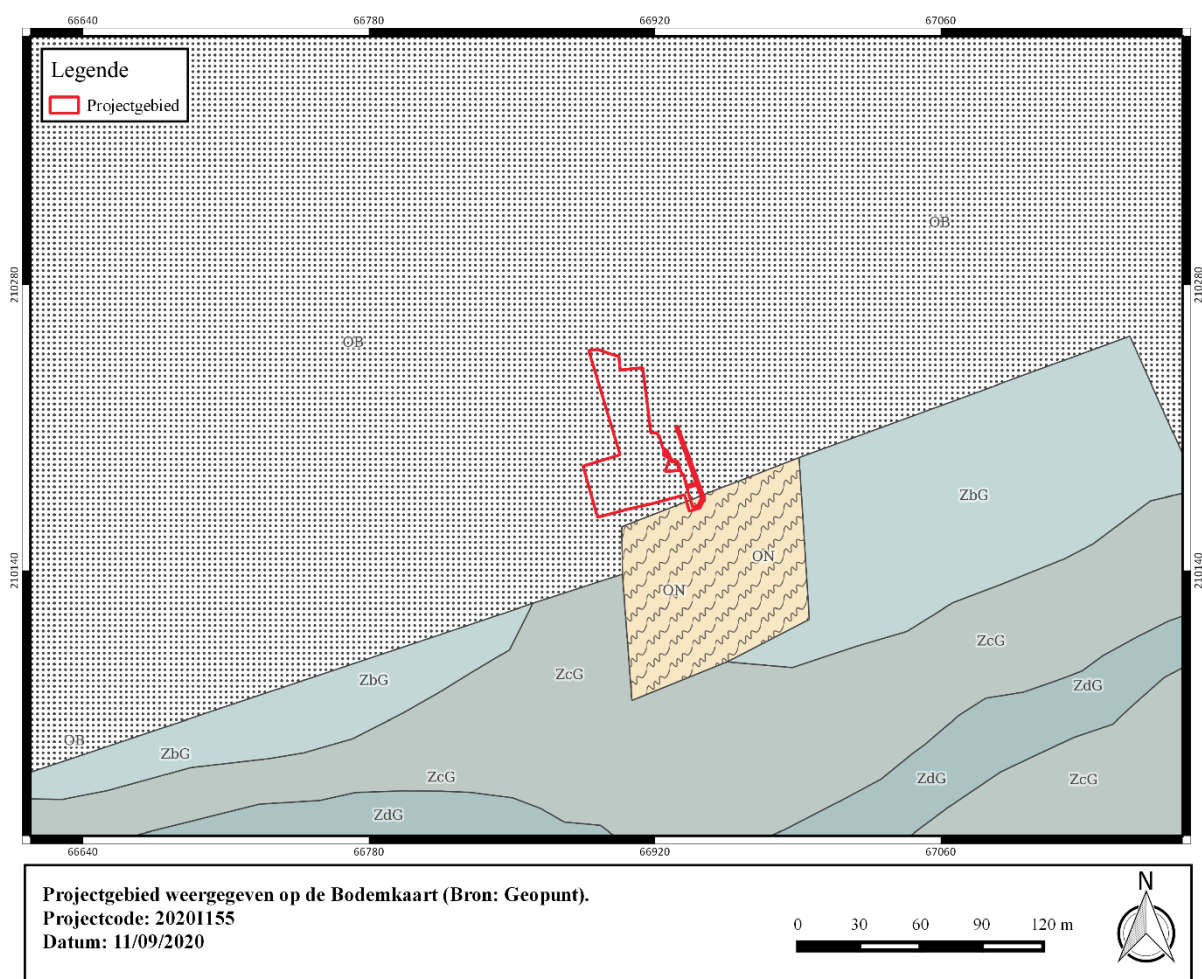 66640 66780 66920 67060
Legende
Projectgebied
OB
210280 210280
OB
ZbG
210140 210140
ON
ON
ZcG
ZcG
ZbG
ZdG
OB
ZbG
ZcG
ZdG
ZcG
ZdG
66640 66780 66920 67060
Projectgebied weergegeven op de Bodemkaart (Bron: Geopunt).
Projectcode: 2020I155
Datum: 11/09/2020
0 30 60 90 120 m
N